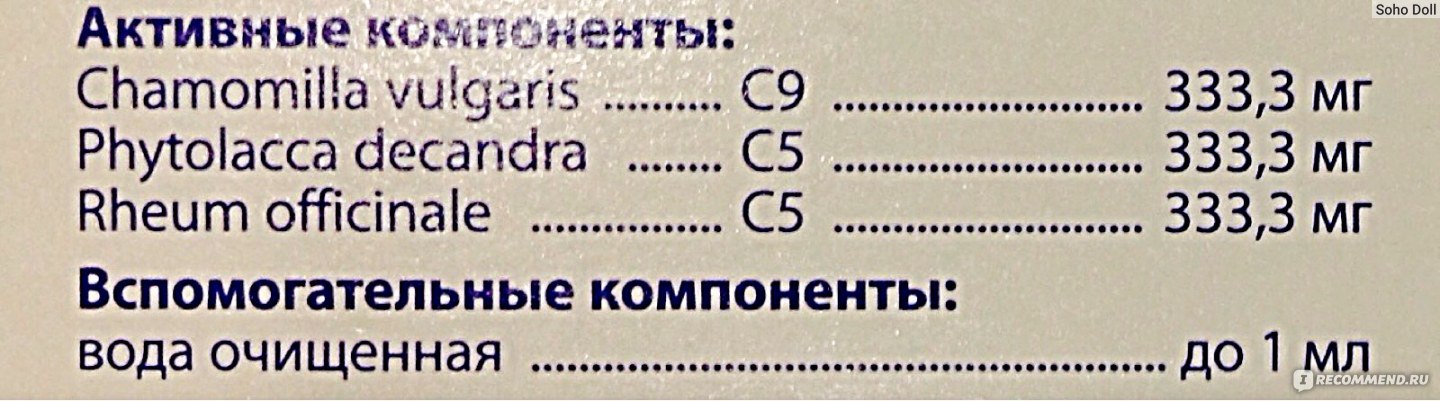 Soho Doll
Активные компоненты:
Chamomilla vulgaris .......... C9 ............................ 333,3 мг
Phytolacca decandra ........ C5 ............................ 333,3 мг
Rheum officinale ................ C5 ............................ 333,3 мг
Вспомогательные компоненты:
вода очищенная ......................................................... до 1 мл
IRECOMMEND.RU